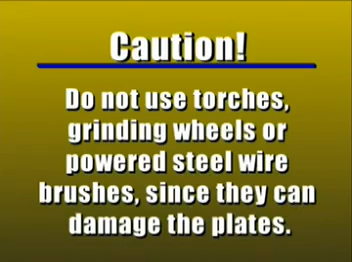 Caution!
Do not use torches,
grinding wheels or
powered steel wire
brushes, since they can
damage the plates.